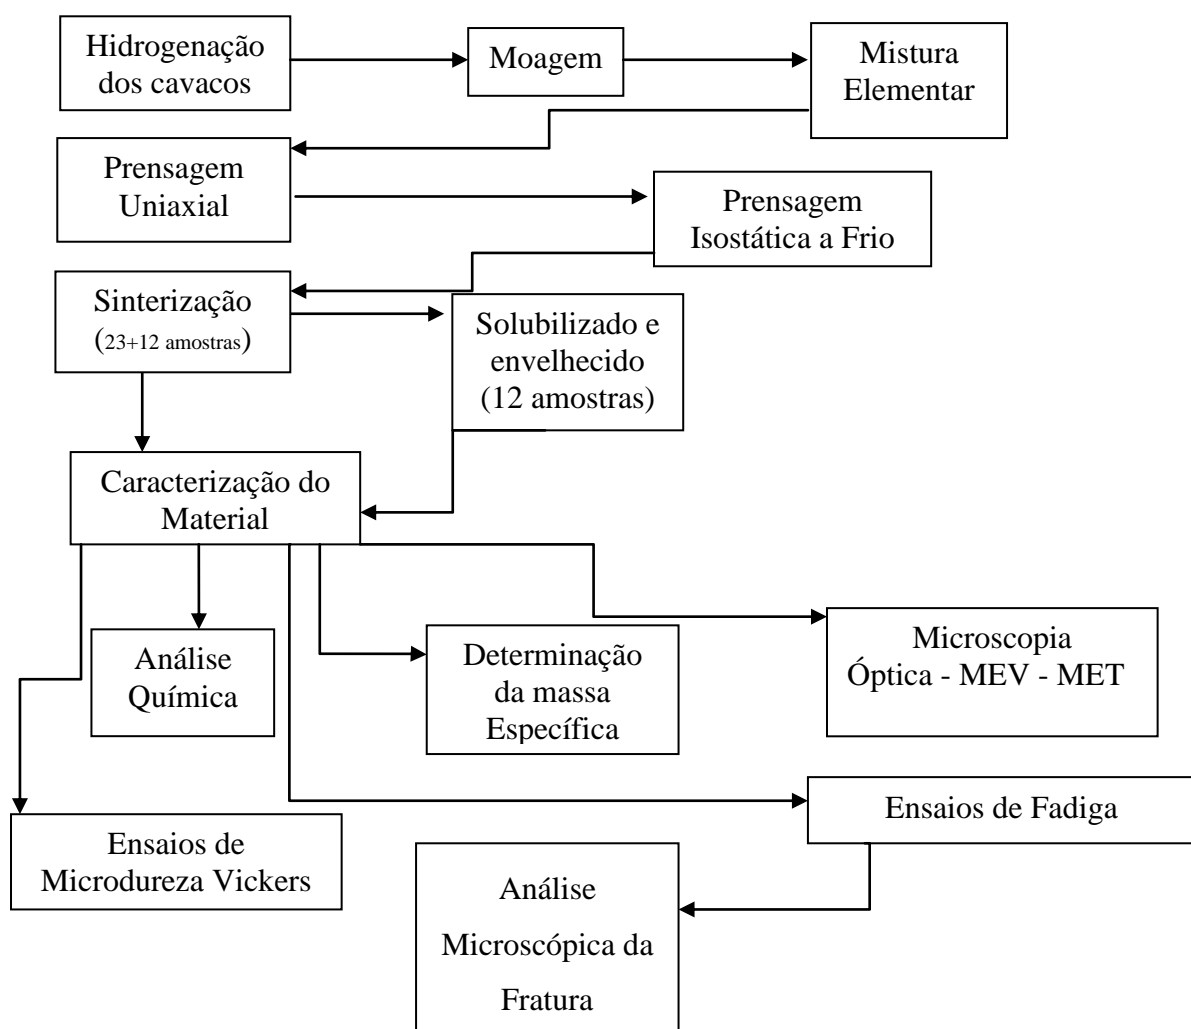 Hidrogenação
dos cavacos
Moagem
Mistura
Elementar
Prensagem
Uniaxial
Prensagem
Isostática a Frio
Sinterização
(23+12 amostras)
Solubilizado e
envelhecido
(12 amostras)
Caracterização do
Material
Análise
Química
Determinação
da massa
Específica
Microscopia
Óptica - MEV - MET
Ensaios de Fadiga
Ensaios de
Microdureza Vickers
Análise
Microscópica da
Fratura